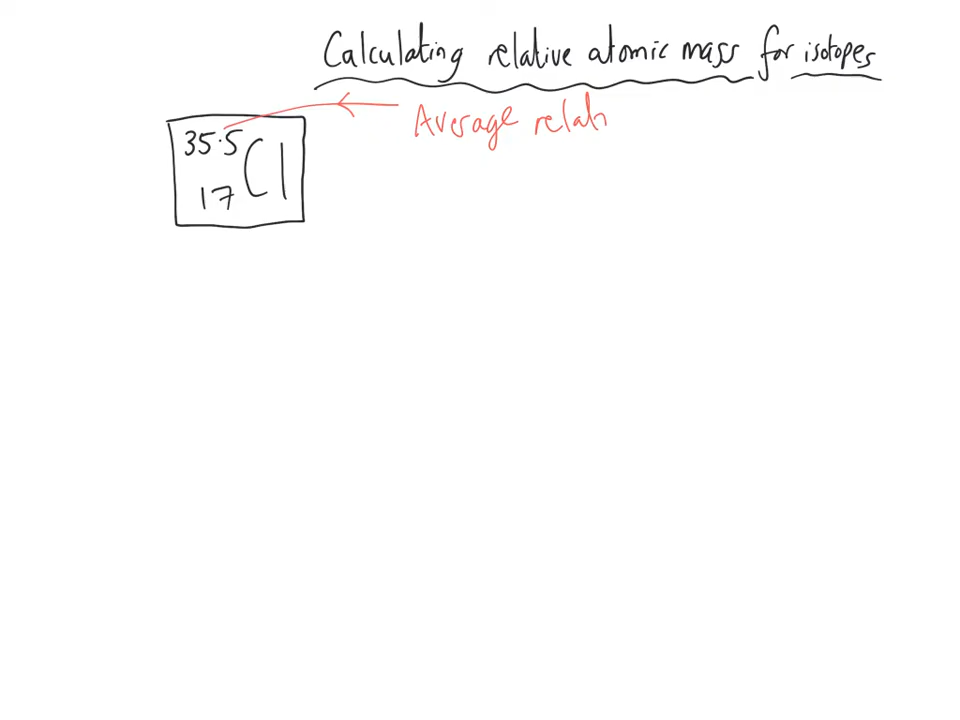 Calculating relative atomic mass for isotopes
Average relati
35.5
Cl
17